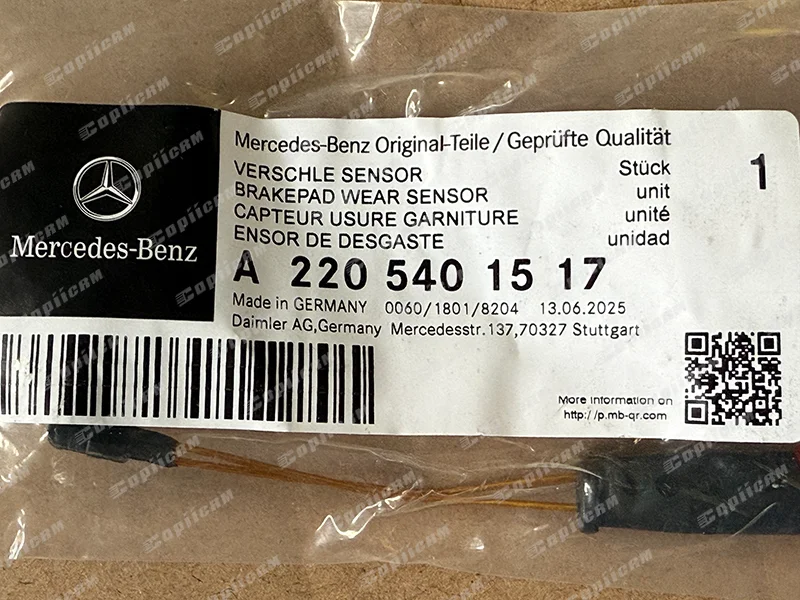 Mercedes-Benz
Mercedes-Benz Original-Teile / Geprüfte Qualität
VERSCHLE SENSOR Stück 1
BRAKEPAD WEAR SENSOR unit
CAPTEUR USURE GARNITURE unité
ENSOR DE DESGASTE unidad
A 220 540 15 17
Made in GERMANY 0060/1801/8204 13.06.2025
Daimler AG,Germany Mercedesstr.137,70327 Stuttgart
More information on
http://p.mb-qr.com
CopiiCAM